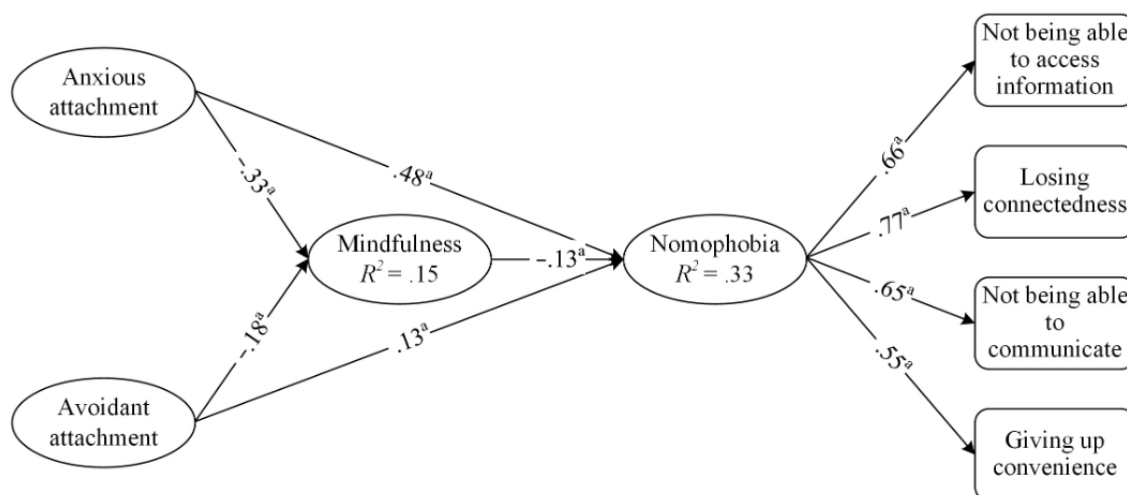 Anxious
attachment
-.33ᵃ
.48ᵃ
Mindfulness
R² = .15
-.13ᵃ
Nomophobia
R² = .33
-.18ᵃ
.13ᵃ
Avoidant
attachment
.66ᵃ
.77ᵃ
.65ᵃ
.55ᵃ
Not being able
to access
information
Losing
connectedness
Not being able
to
communicate
Giving up
convenience